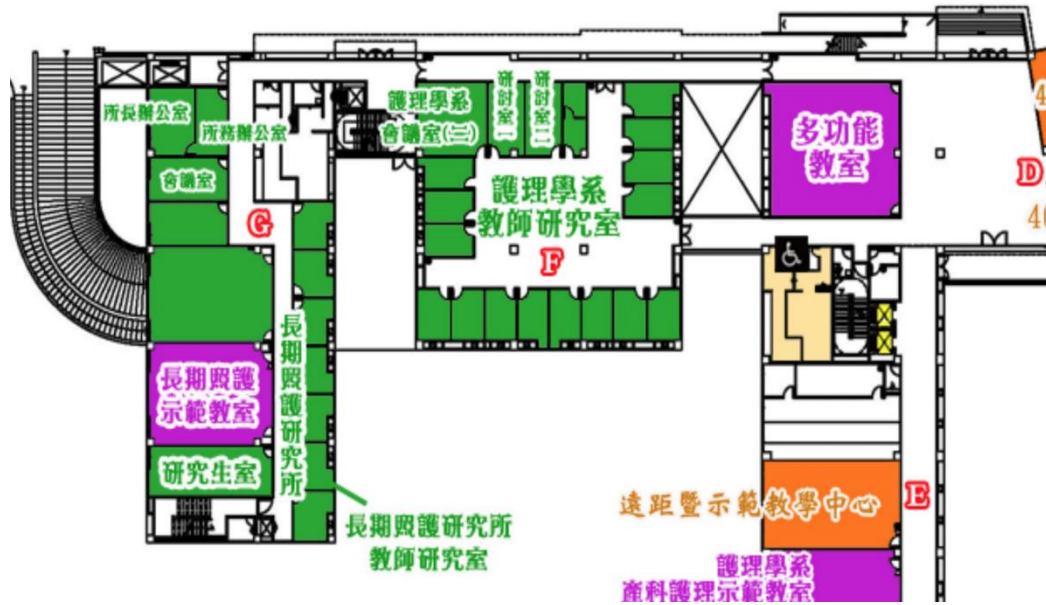 所長辦公室
所務辦公室
會議室
G
長期照護
示範教室
研究生室
長期照護研究所
長期照護研究所
教師研究室
護理學系
會議室(三)
研討室一
研討室二
護理學系
教師研究室
F
多功能
教室
D
4
40
E
遠距暨示範教學中心
護理學系
產科護理示範教室